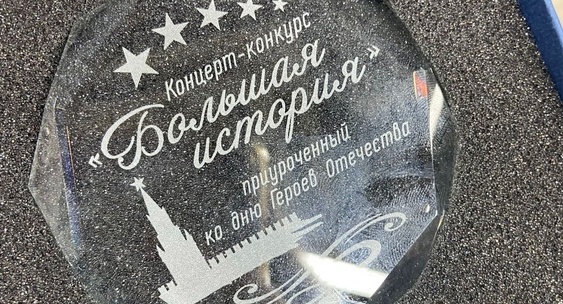 Концерт-конкурс
"Большая
история"
приуроченный
ко дню Героев Отечества